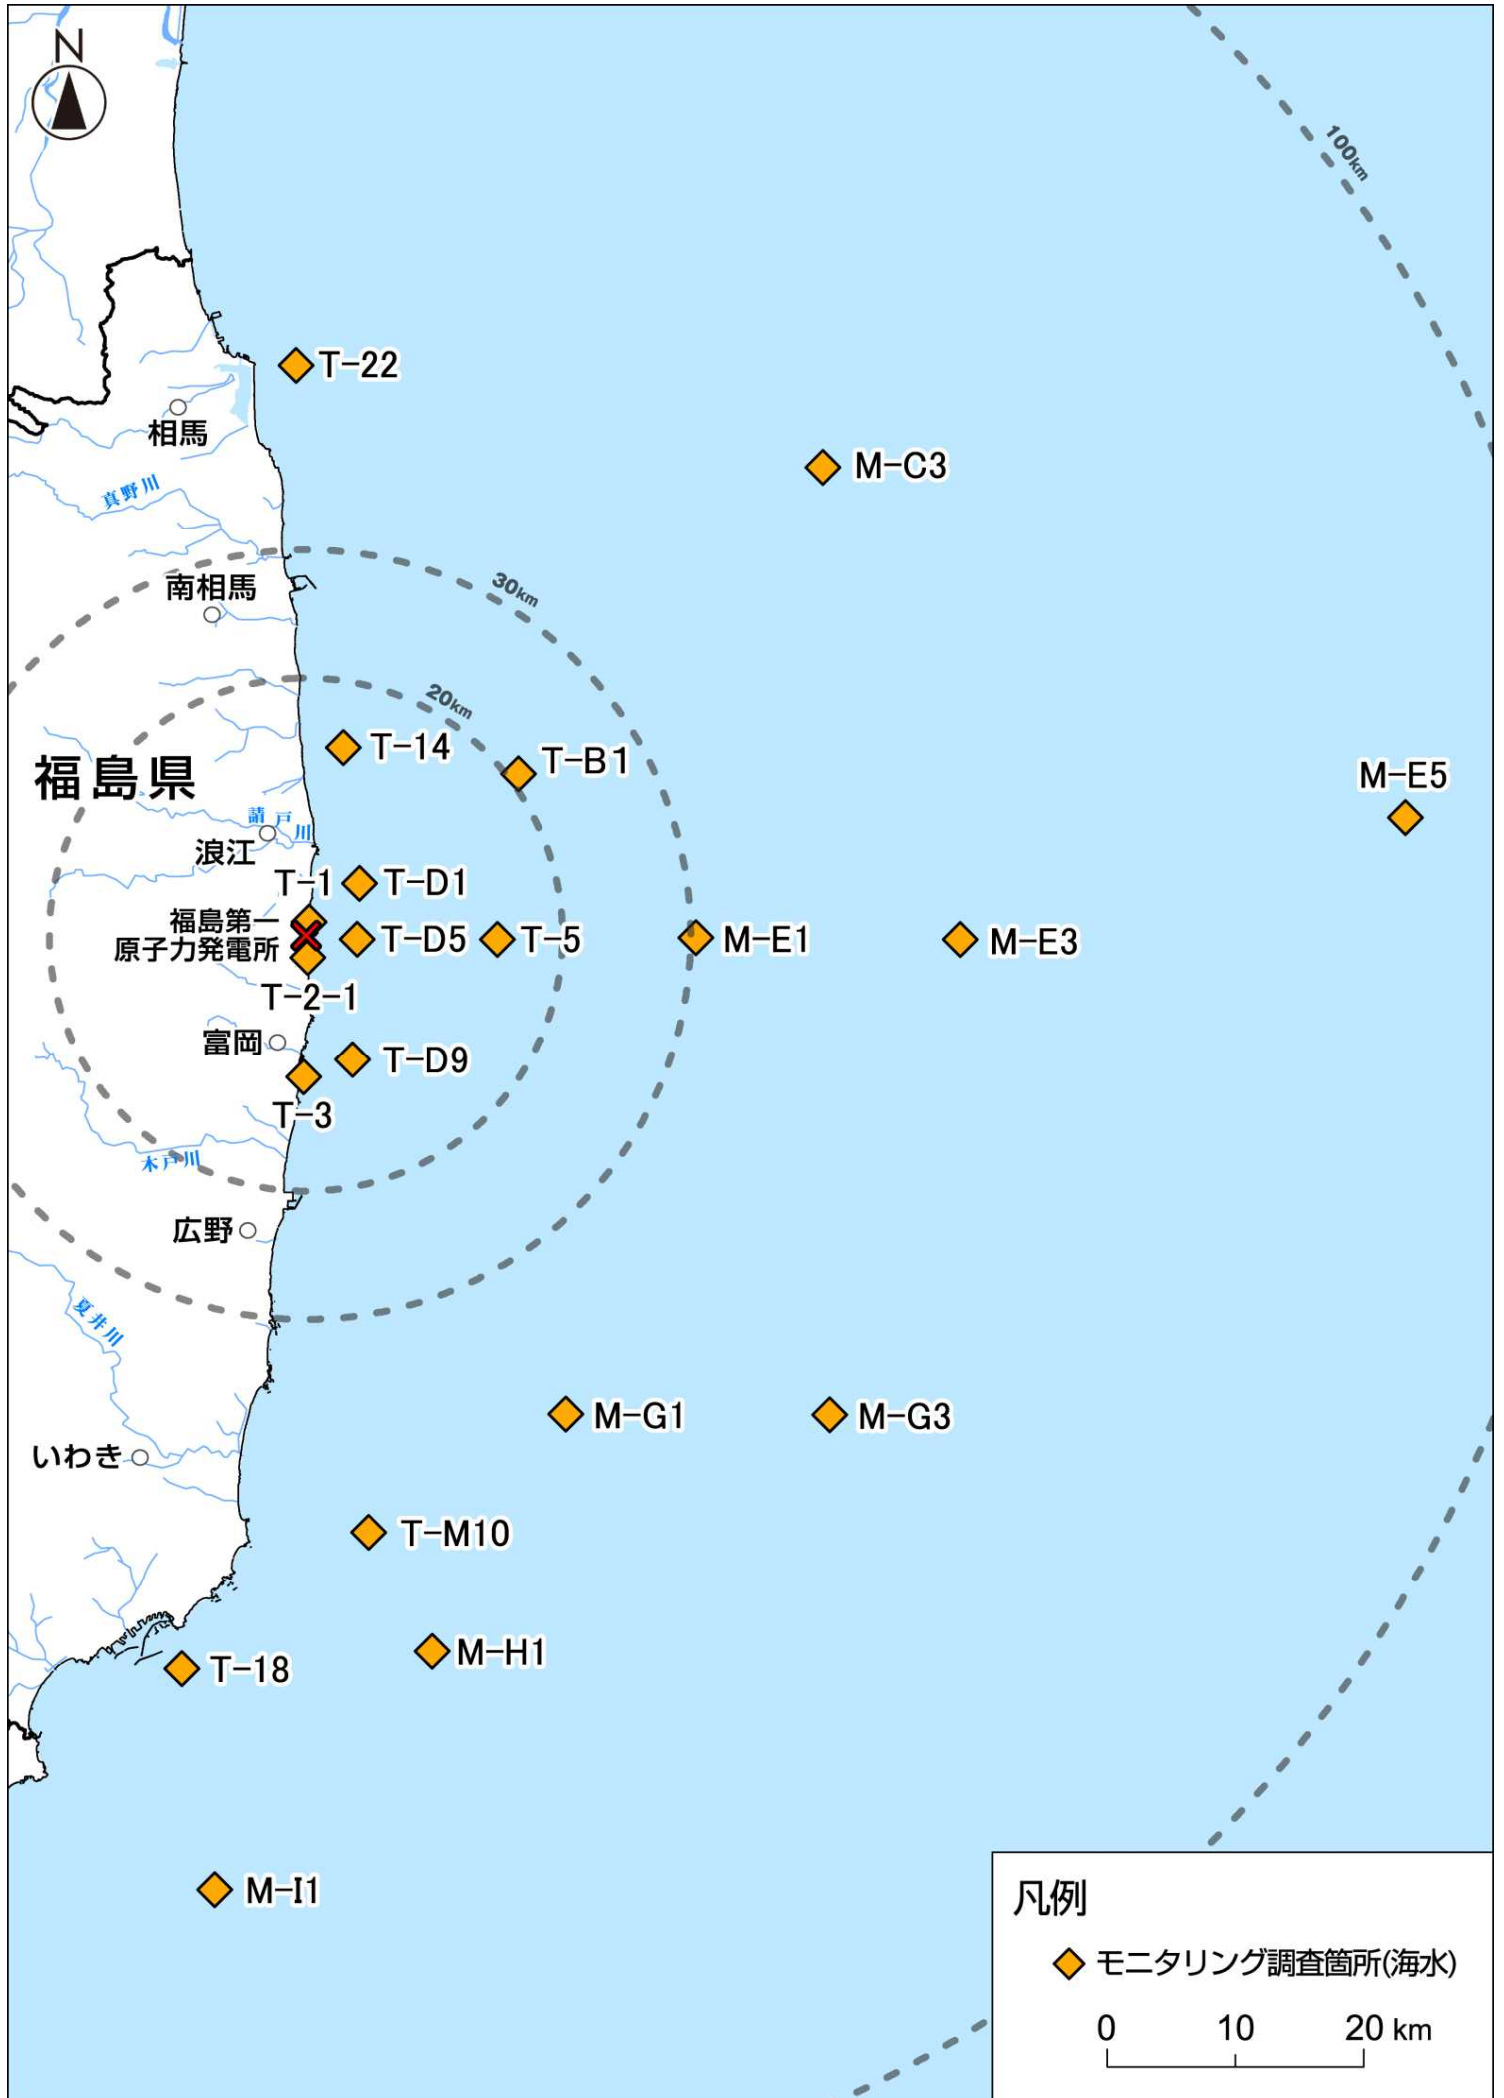 N
100km
T-22
相馬
M-C3
真野川
30km
南相馬
20km
T-14
T-B1
福島県
M-E5
請戸川
浪江
T-1
T-D1
福島第一
原子力発電所
T-D5
T-5
M-E1
M-E3
T-2-1
富岡
T-D9
T-3
木戸川
広野
夏井川
M-G1
M-G3
いわき
T-M10
M-H1
T-18
M-I1
凡例
モニタリング調査箇所(海水)
0 10 20 km